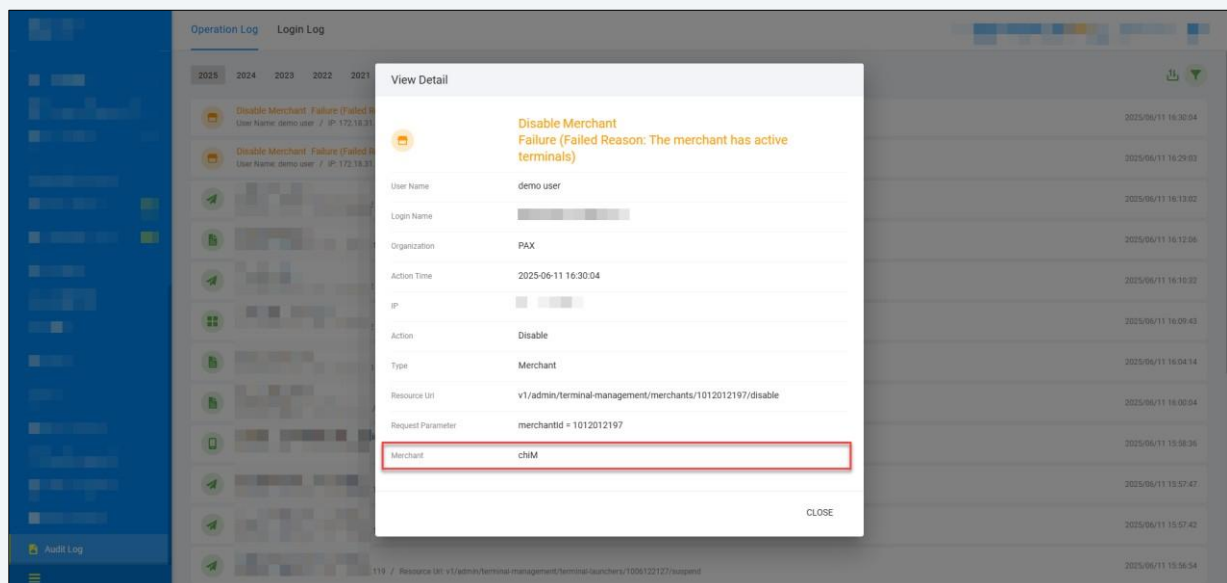 Operation Log Login Log
2025 2024 2023 2022 2021
View Detail
Disable Merchant Failure (Failed
User Name: demo user / IP: 172.18.31
2025/06/11 16:30:04
Disable Merchant
Failure (Failed Reason: The merchant has active
terminals)
Disable Merchant Failure (Failed
User Name: demo user / IP: 172.18.31
2025/06/11 16:29:03
User Name demo user
2025/06/11 16:13:02
Login Name
Organization PAX
2025/06/11 16:12:06
Action Time 2025-06-11 16:30:04
2025/06/11 16:10:22
IP
2025/06/11 16:09:43
Action Disable
Type Merchant
2025/06/11 16:04:14
Resource Url v1/admin/terminal-management/merchants/1012012197/disable
2025/06/11 16:00:04
Request Parameter merchantId = 1012012197
2025/06/11 15:58:36
Merchant chiM
2025/06/11 15:57:47
CLOSE
2025/06/11 15:57:42
Audit Log
119 / Resource Url: v1/admin/terminal-management/terminal-launchers/1006122127/suspend
2025/06/11 15:56:54